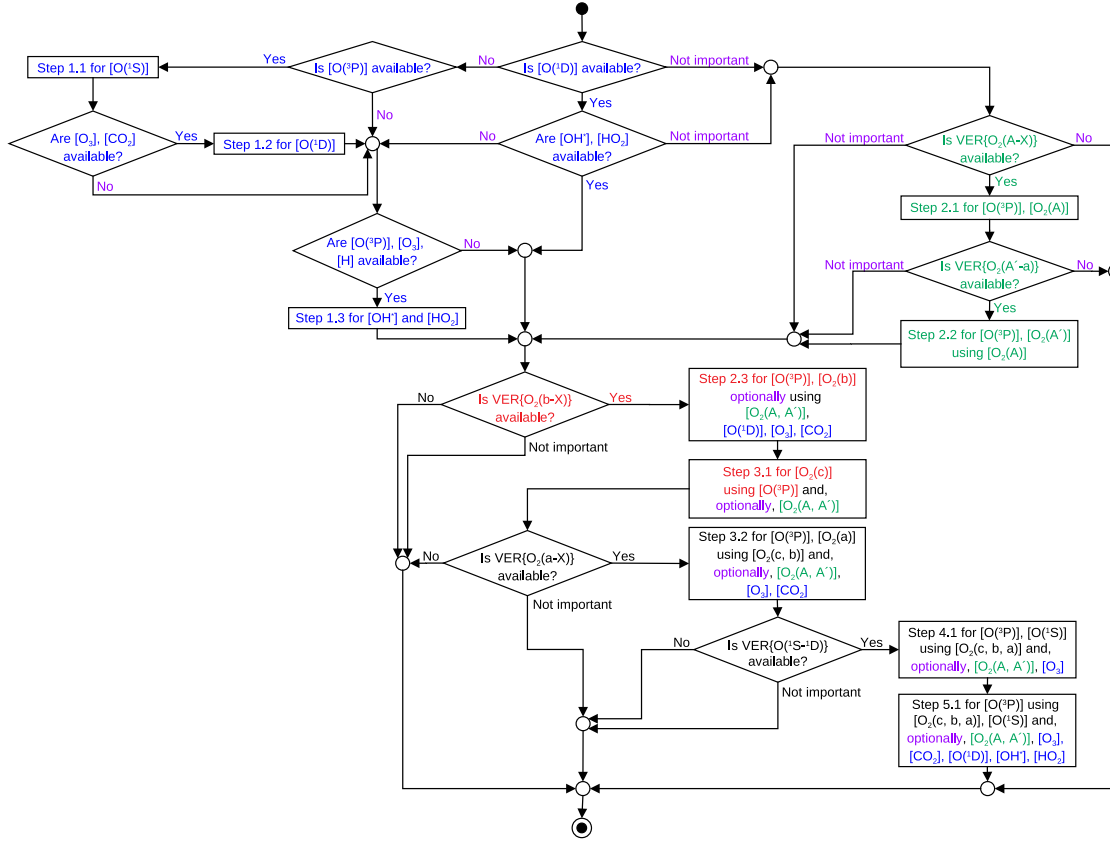 Yes
Is [O(³P)] available?
No
Is [O(¹D)] available?
Not important
Step 1.1 for [O(¹S)]
Yes
No
Are [O₃], [CO₂]
available?
Yes
Step 1.2 for [O(¹D)]
No
Are [OH*], [HO₂]
available?
Not important
No
Yes
Not important
Is VER{O₂(A-X)}
available?
No
Yes
Step 2.1 for [O(³P)], [O₂(A)]
Are [O(³P)], [O₃],
[H] available?
No
Yes
Step 1.3 for [OH*] and [HO₂]
Not important
Is VER{O₂(A´-a)}
available?
No
Yes
Step 2.2 for [O(³P)], [O₂(A´)]
using [O₂(A)]
No
Is VER{O₂(b-X)}
available?
Yes
Not important
Step 2.3 for [O(³P)], [O₂(b)]
optionally using
[O₂(A, A´)],
[O(¹D)], [O₃], [CO₂]
Step 3.1 for [O₂(c)]
using [O(³P)] and,
optionally, [O₂(A, A´)]
No
Is VER{O₂(a-X)}
available?
Yes
Not important
Step 3.2 for [O(³P)], [O₂(a)]
using [O₂(c, b)] and,
optionally, [O₂(A, A´)],
[O₃], [CO₂]
No
Is VER{O(¹S-¹D)}
available?
Yes
Not important
Step 4.1 for [O(³P)], [O(¹S)]
using [O₂(c, b, a)] and,
optionally, [O₂(A, A´)], [O₃]
Step 5.1 for [O(³P)] using
[O₂(c, b, a)], [O(¹S)] and,
optionally, [O₂(A, A´)], [O₃],
[CO₂], [O(¹D)], [OH*], [HO₂]